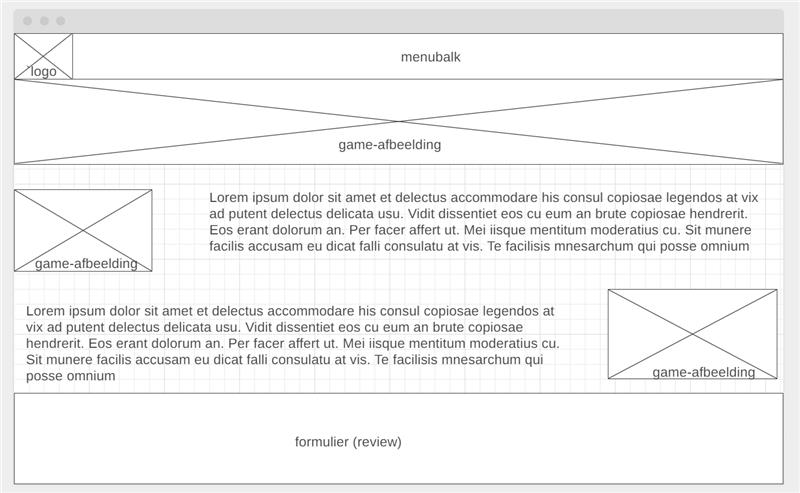 `logo
menubalk
game-afbeelding
Lorem ipsum dolor sit amet et delectus accommodare his consul copiosae legendos at vix
ad putent delectus delicata usu. Vidit dissentiet eos cu eum an brute copiosae hendrerit.
Eos erant dolorum an. Per facer affert ut. Mei iisque mentitum moderatius cu. Sit munere
facilis accusam eu dicat falli consulatu at vis. Te facilisis mnesarchum qui posse omnium
game-afbeelding
Lorem ipsum dolor sit amet et delectus accommodare his consul copiosae legendos at
vix ad putent delectus delicata usu. Vidit dissentiet eos cu eum an brute copiosae
hendrerit. Eos erant dolorum an. Per facer affert ut. Mei iisque mentitum moderatius cu.
Sit munere facilis accusam eu dicat falli consulatu at vis. Te facilisis mnesarchum qui
posse omnium
game-afbeelding
formulier (review)